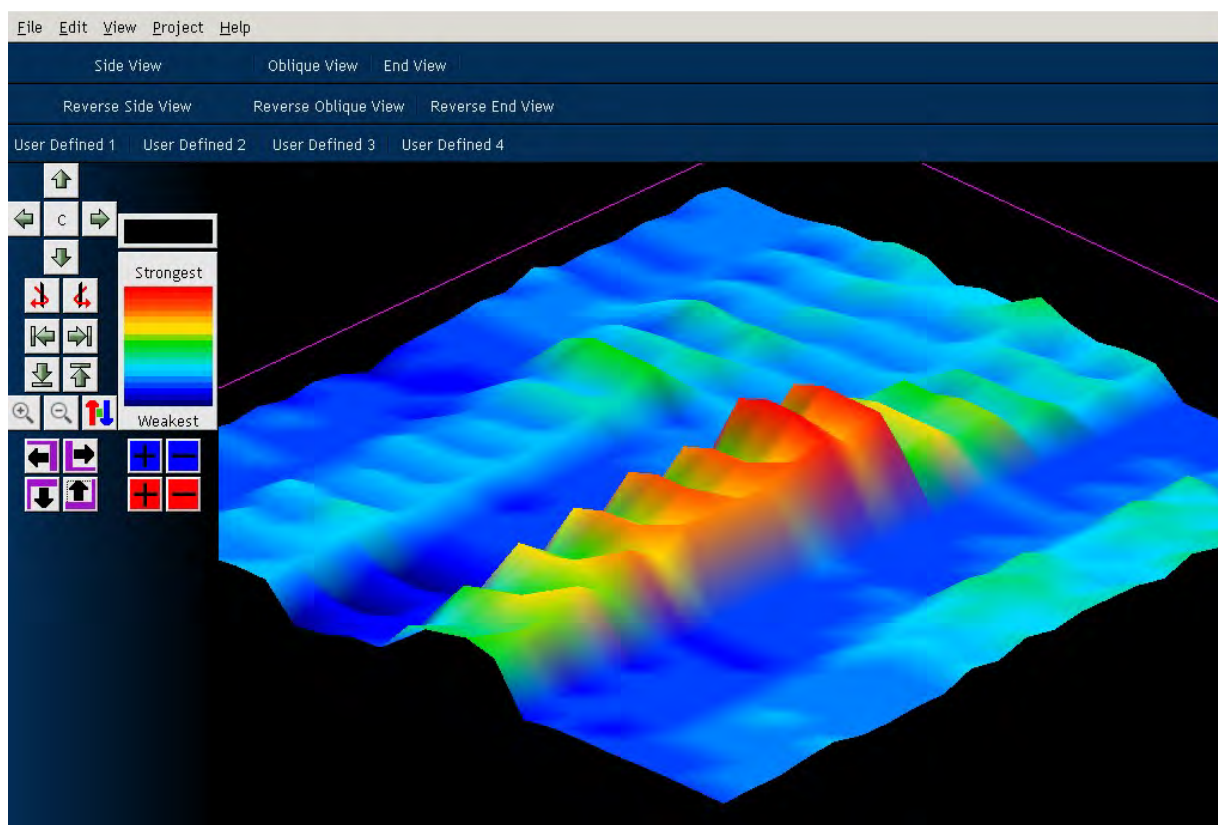 File Edit View Project Help
Side View Oblique View End View
Reverse Side View Reverse Oblique View Reverse End View
User Defined 1 User Defined 2 User Defined 3 User Defined 4
C
Strongest
Weakest